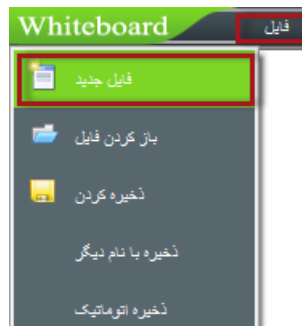 Whiteboard
فایل
فایل جدید
باز کردن فایل
ذخیره کردن
ذخیره با نام دیگر
ذخیره اتوماتیک